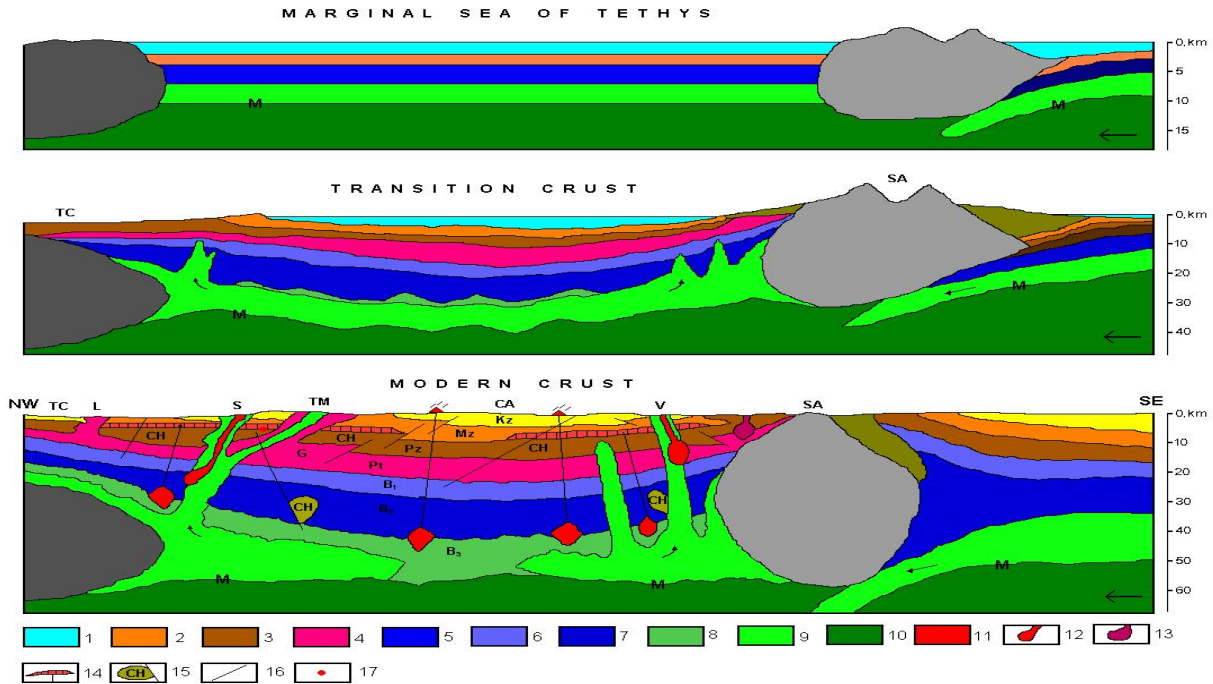 MARGINAL SEA OF TETHYS
0,km
5
10
15
M M
TRANSITION CRUST
TC SA
0,km
10
20
30
40
M M
MODERN CRUST
NW TC L S TM CA V SA SE
0,km
10
20
30
40
50
60
Kz
Mz
CH CH CH
G Pz
Pt
B₁
CH CH
B₂
B₃
M M M
1 2 3 4 5 6 7 8 9 10 11 12 13
14 CH 15 16 17